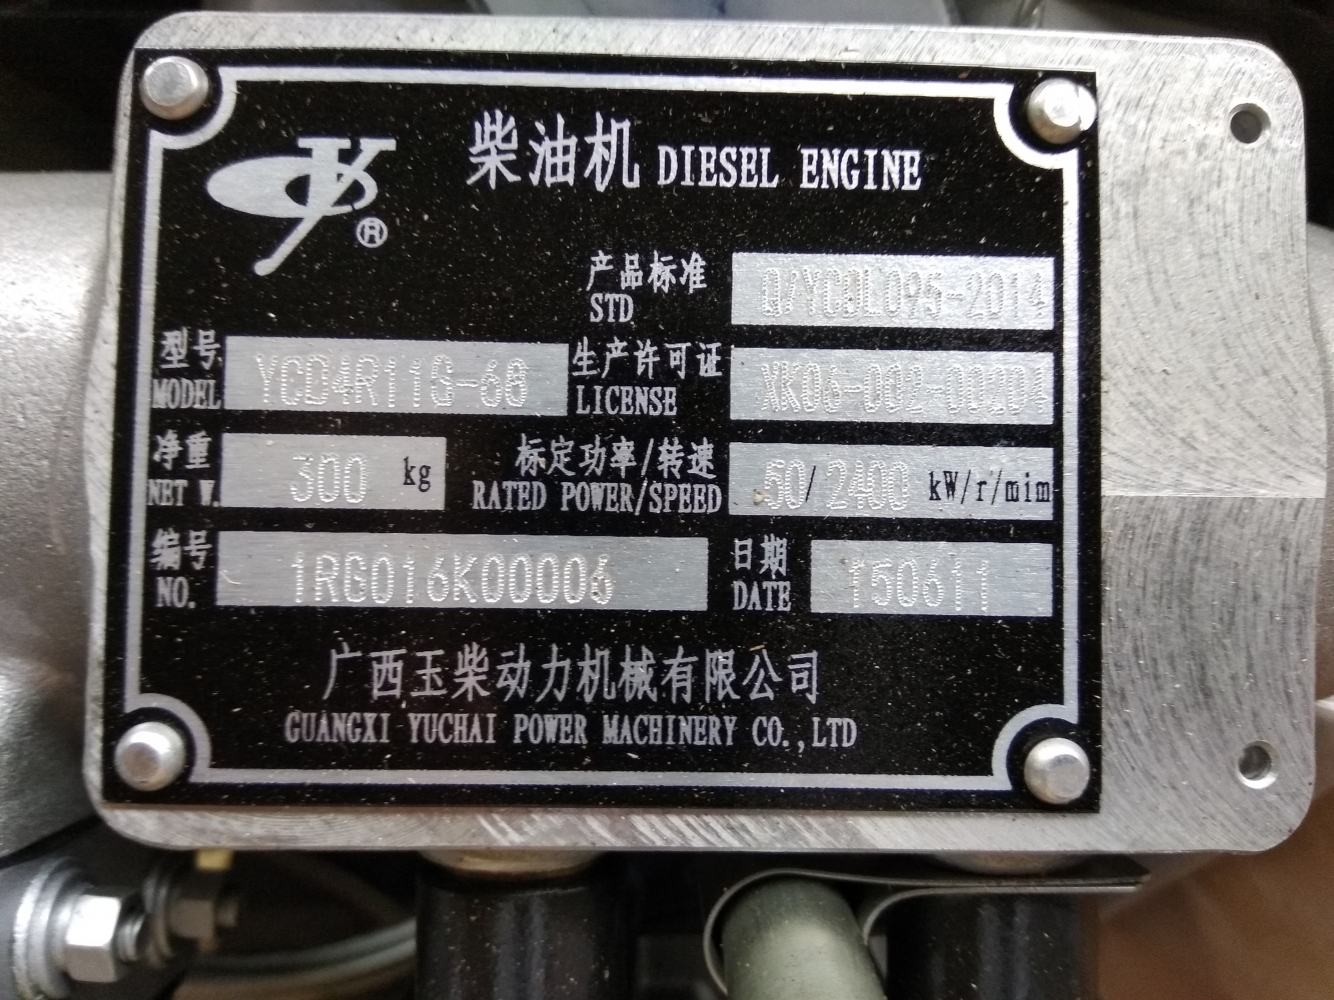 柴油机 DIESEL ENGINE
®
产品标准 STD Q/YCDL095-2014
型号 MODEL YCD4R11G-68
生产许可证 LICENSE XK06-002-00204
净重 NET W. 300 kg
标定功率/转速 RATED POWER/SPEED 50/2400 kW/r/mim
编号 NO. 1RG016K00006
日期 DATE 150611
广西玉柴动力机械有限公司
GUANGXI YUCHAI POWER MACHINERY CO.,LTD